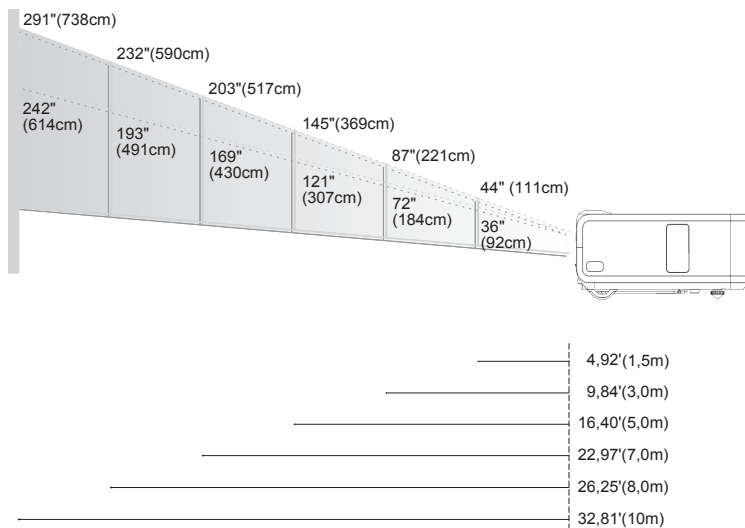 291"(738cm)
232"(590cm)
203"(517cm)
145"(369cm)
87"(221cm)
44" (111cm)
242"
(614cm)
193"
(491cm)
169"
(430cm)
121"
(307cm)
72"
(184cm)
36"
(92cm)
4,92'(1,5m)
9,84'(3,0m)
16,40'(5,0m)
22,97'(7,0m)
26,25'(8,0m)
32,81'(10m)